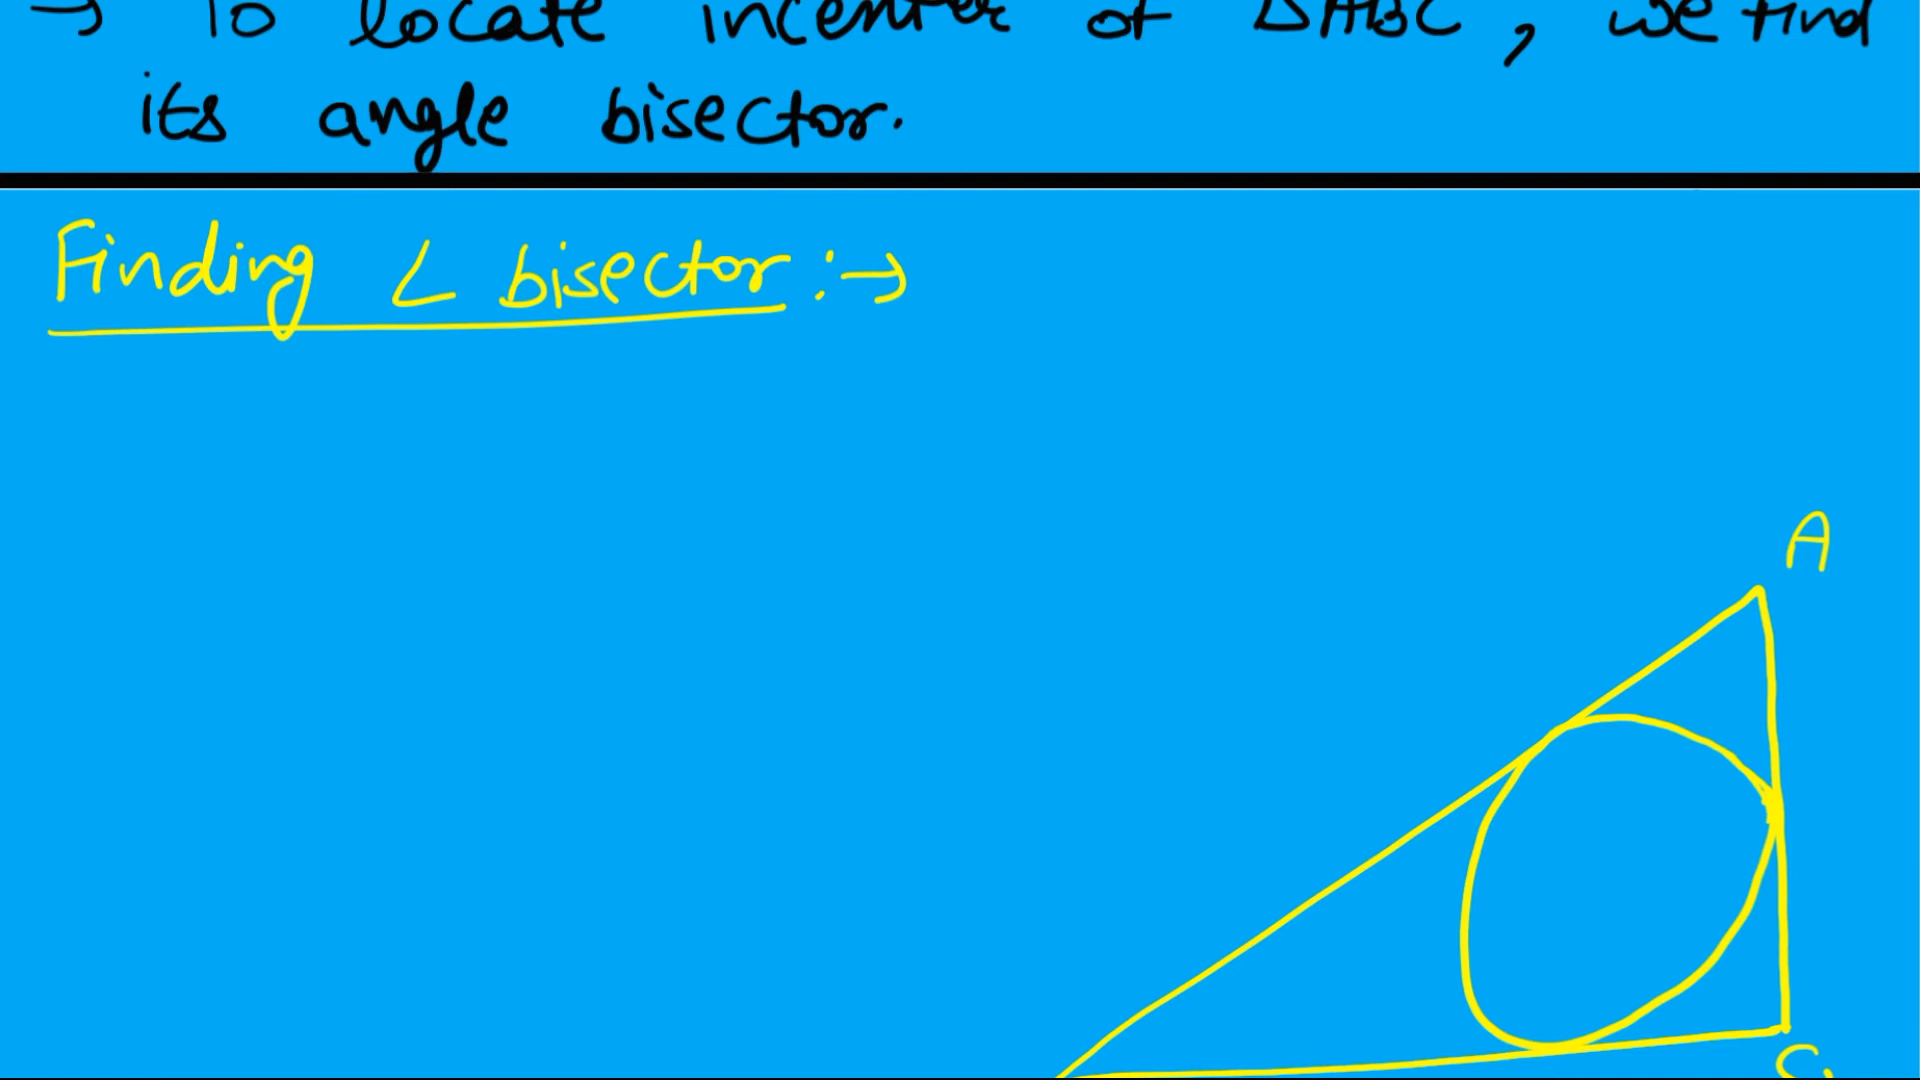 → To locate incenter of ΔABC, we find
its angle bisector.
Finding ∠ bisector :→
A
C